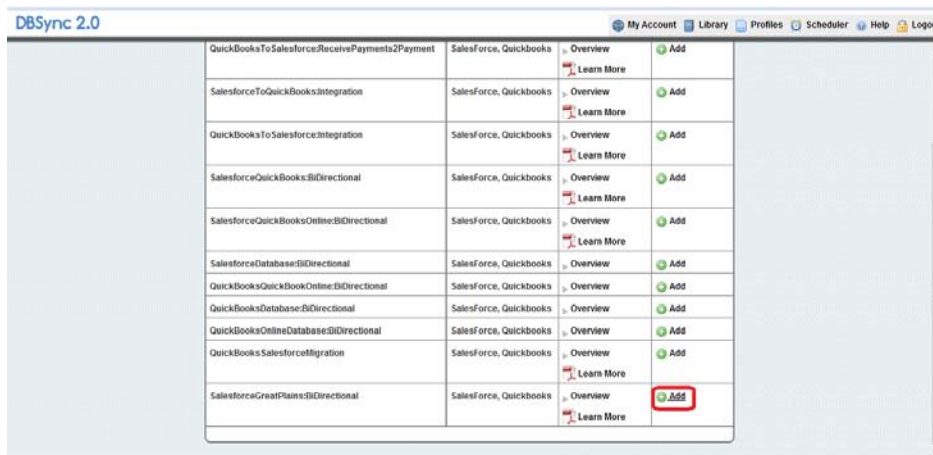 DBSync 2.0
My Account Library Profiles Scheduler Help Logo
QuickBooksToSalesforce:ReceivePayments2Payment SalesForce, Quickbooks Overview Add
Learn More
SalesforceToQuickBooks:Integration SalesForce, Quickbooks Overview Add
Learn More
QuickBooksToSalesforce:Integration SalesForce, Quickbooks Overview Add
Learn More
SalesforceQuickBooks:BiDirectional SalesForce, Quickbooks Overview Add
Learn More
SalesforceQuickBooksOnline:BiDirectional SalesForce, Quickbooks Overview Add
Learn More
SalesforceDatabase:BiDirectional SalesForce, Quickbooks Overview Add
QuickBooksQuickBookOnline:BiDirectional SalesForce, Quickbooks Overview Add
QuickBooksDatabase:BiDirectional SalesForce, Quickbooks Overview Add
QuickBooksOnlineDatabase:BiDirectional SalesForce, Quickbooks Overview Add
QuickBooksSalesforceMigration SalesForce, Quickbooks Overview Add
Learn More
SalesforceGreatPlains:BiDirectional SalesForce, Quickbooks Overview Add
Learn More